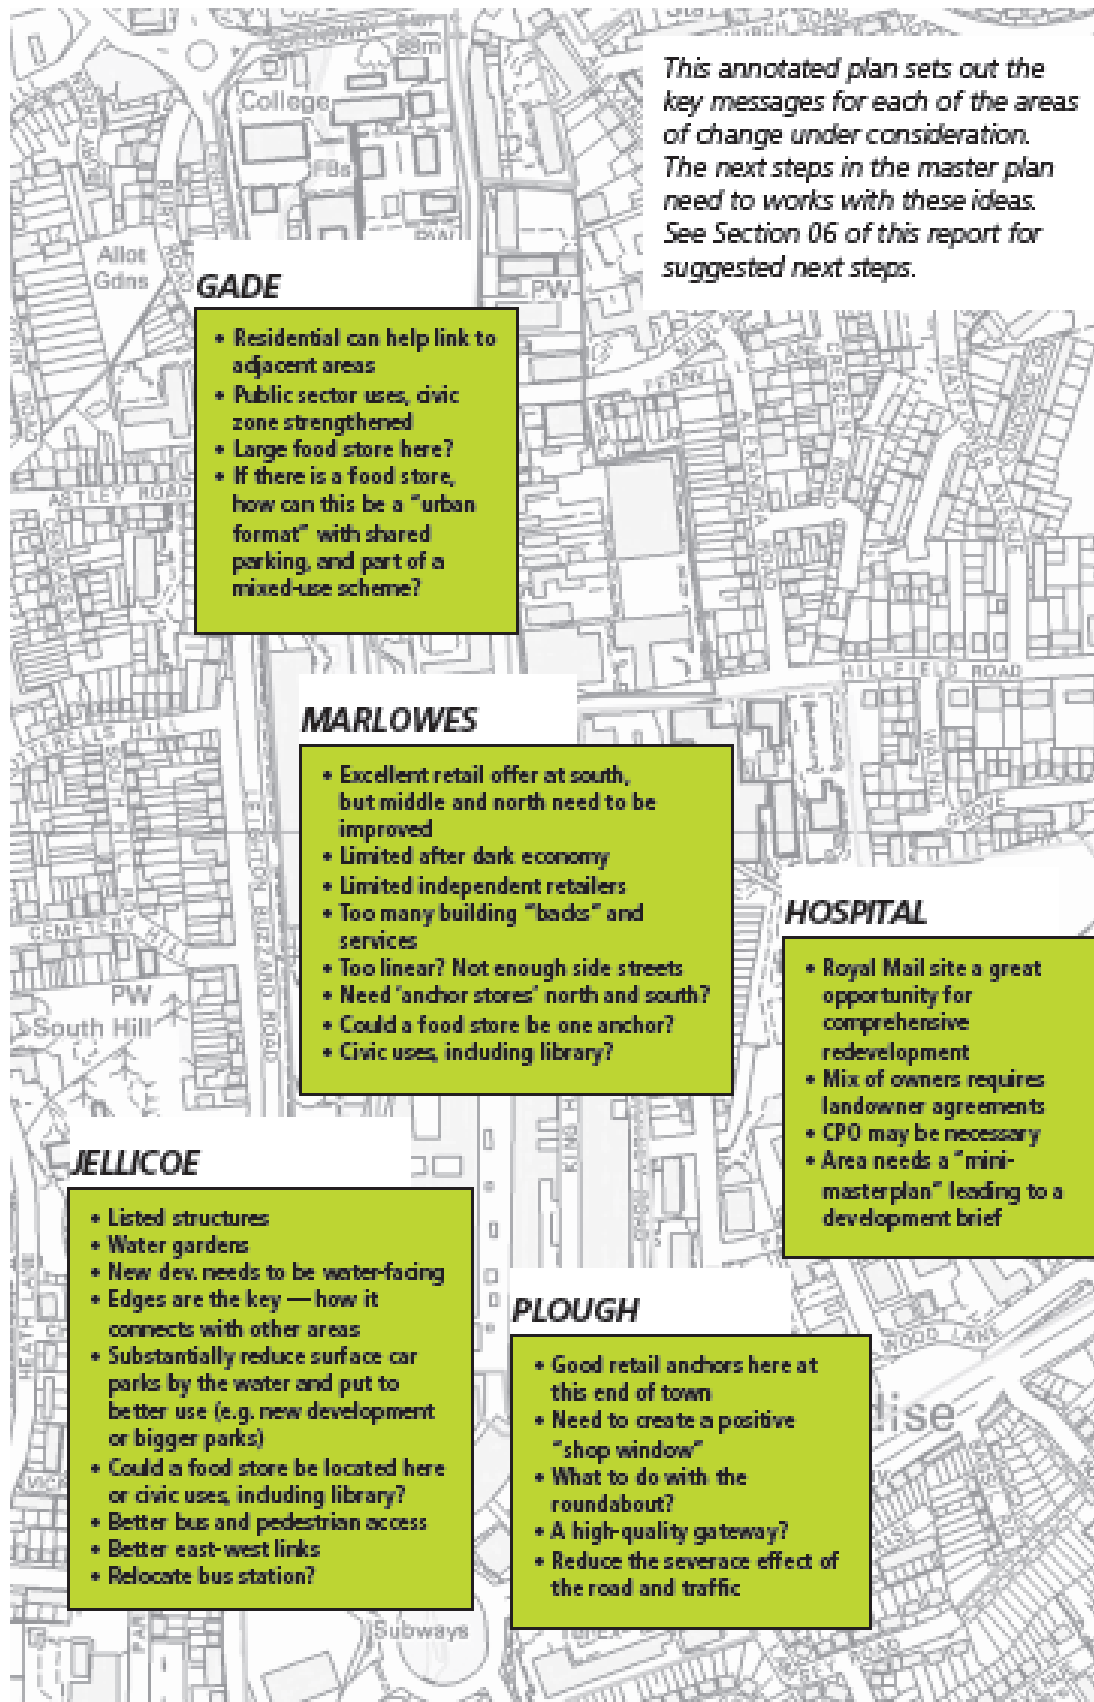 This annotated plan sets out the
key messages for each of the areas
of change under consideration.
The next steps in the master plan
need to works with these ideas.
See Section 06 of this report for
suggested next steps.
88m
College
FBs
Allot
Gdns
PW
GADE
• Residential can help link to
adjacent areas
• Public sector uses, civic
zone strengthened
• Large food store here?
• If there is a food store,
how can this be a "urban
format" with shared
parking, and part of a
mixed-use scheme?
ASTLEY ROAD
HILLFIELD ROAD
MARLOWES
• Excellent retail offer at south,
but middle and north need to be
improved
• Limited after dark economy
• Limited independent retailers
• Too many building "backs" and
services
• Too linear? Not enough side streets
• Need 'anchor stores' north and south?
• Could a food store be one anchor?
• Civic uses, including library?
GROVE
CEMETERY HILL
PW
South Hill
ROAD
HOSPITAL
• Royal Mail site a great
opportunity for
comprehensive
redevelopment
• Mix of owners requires
landowner agreements
• CPO may be necessary
• Area needs a "mini-
masterplan" leading to a
development brief
JELLICOE
• Listed structures
• Water gardens
• New dev. needs to be water-facing
• Edges are the key — how it
connects with other areas
• Substantially reduce surface car
parks by the water and put to
better use (e.g. new development
or bigger parks)
• Could a food store be located here
or civic uses, including library?
• Better bus and pedestrian access
• Better east-west links
• Relocate bus station?
HEATH LANE
PLOUGH
• Good retail anchors here at
this end of town
• Need to create a positive
"shop window"
• What to do with the
roundabout?
• A high-quality gateway?
• Reduce the severace effect of
the road and traffic
WOOD LANE
dise
Subways